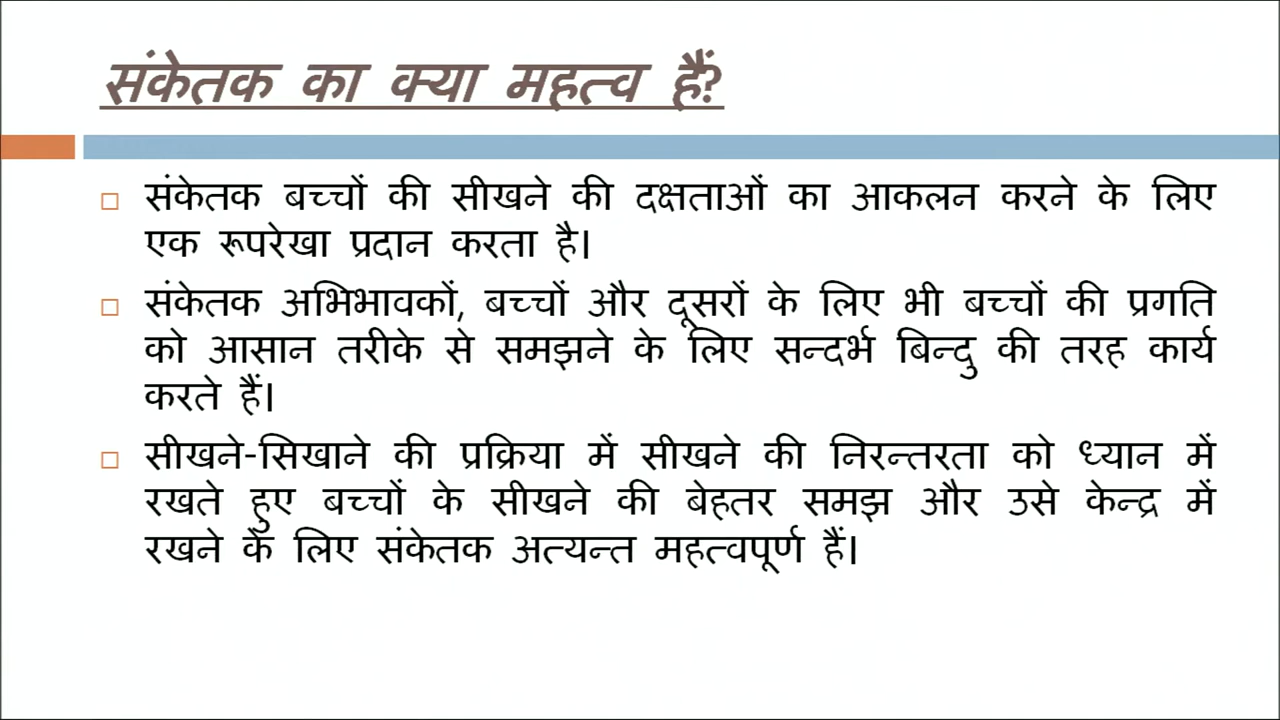 संकेतक का क्या महत्व हैं?
संकेतक बच्चों की सीखने की दक्षताओं का आकलन करने के लिए
एक रूपरेखा प्रदान करता है।
संकेतक अभिभावकों, बच्चों और दूसरों के लिए भी बच्चों की प्रगति
को आसान तरीके से समझने के लिए सन्दर्भ बिन्दु की तरह कार्य
करते हैं।
सीखने-सिखाने की प्रक्रिया में सीखने की निरन्तरता को ध्यान में
रखते हुए बच्चों के सीखने की बेहतर समझ और उसे केन्द्र में
रखने के लिए संकेतक अत्यन्त महत्वपूर्ण हैं।